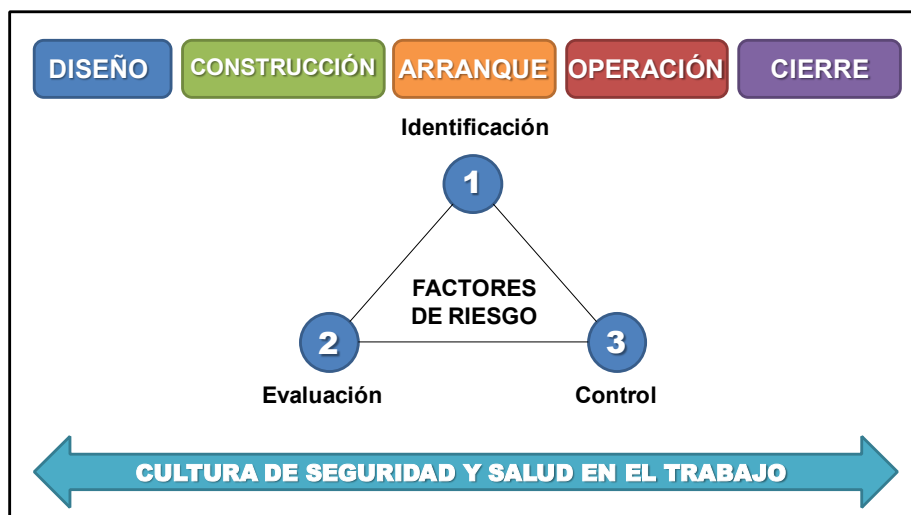 DISEÑO
CONSTRUCCIÓN
ARRANQUE
OPERACIÓN
CIERRE
Identificación
1
FACTORES
DE RIESGO
2
3
Evaluación
Control
CULTURA DE SEGURIDAD Y SALUD EN EL TRABAJO